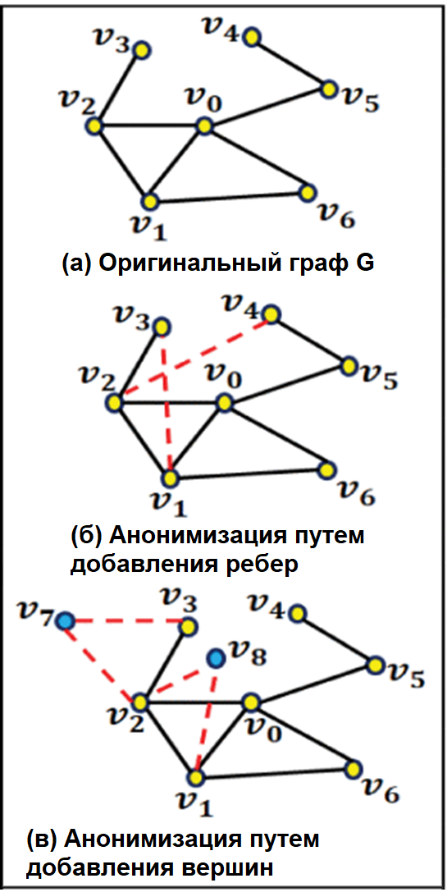 v3 v4
v2 v0 v5
v1 v6
(а) Оригинальный граф G
v3 v4
v2 v0 v5
v1 v6
(б) Анонимизация путем
добавления ребер
v7 v3 v8 v4
v2 v0 v5
v1 v6
(в) Анонимизация путем
добавления вершин